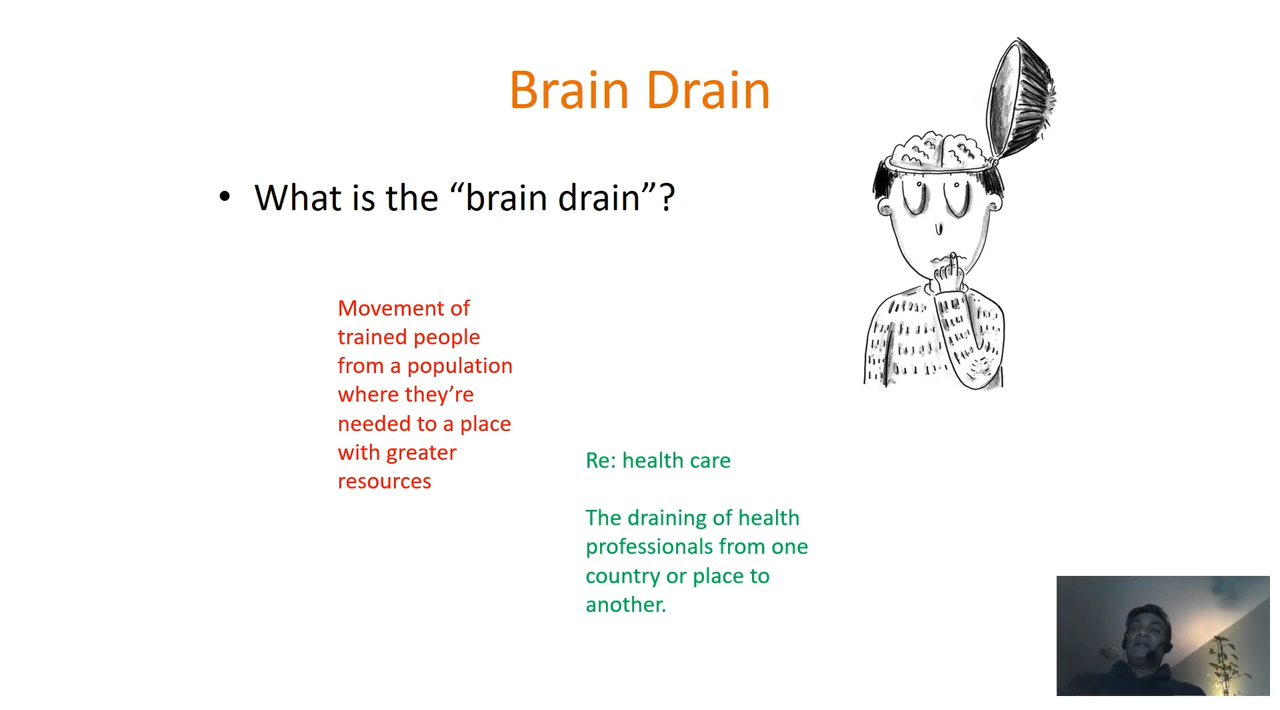 Brain Drain
• What is the “brain drain”?
Movement of
trained people
from a population
where they’re
needed to a place
with greater
resources
Re: health care
The draining of health
professionals from one
country or place to
another.